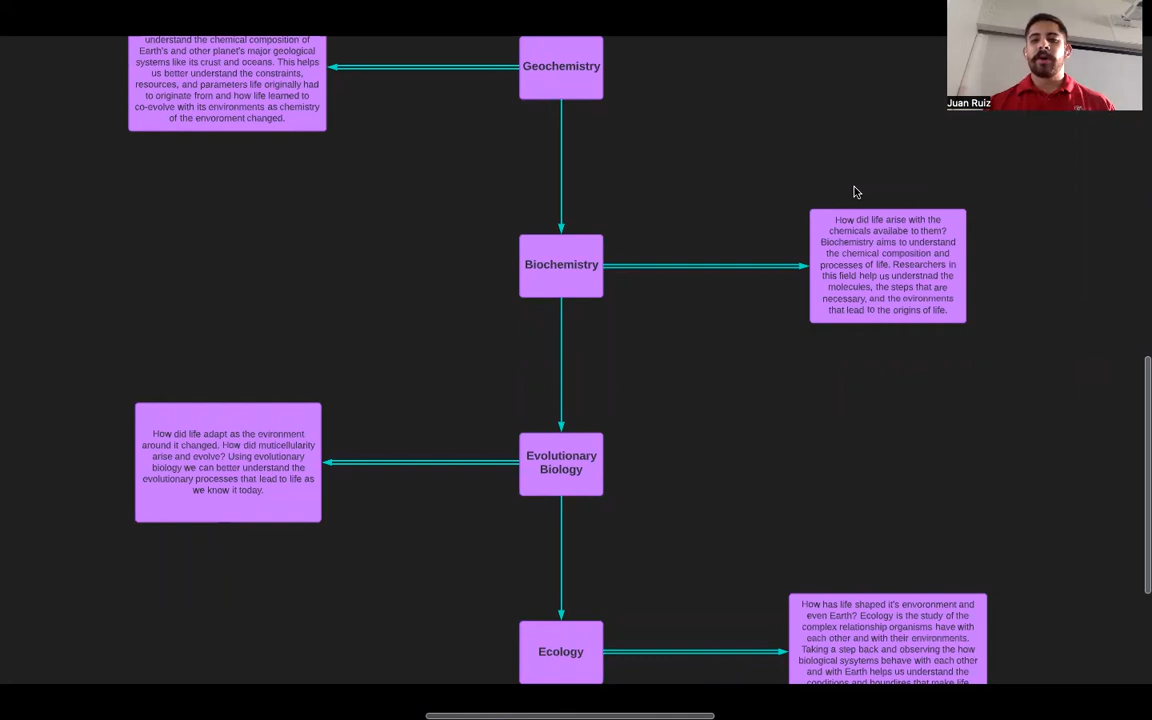 understand the chemical composition of
Earth's and other planet's major geological
systems like its crust and oceans. This helps
us better understand the constraints,
resources, and parameters life originally had
to originate from and how life learned to
co-evolve with its environments as chemistry
of the envoroment changed.
Geochemistry
Juan Ruiz
Biochemistry
How did life arise with the
chemicals availabe to them?
Biochemistry aims to understand
the chemical composition and
processes of life. Researchers in
this field help us understnad the
molecules, the steps that are
necessary, and the ovironments
that lead to the origins of life.
How did life adapt as the evironment
around it changed. How did muticellularity
arise and evolve? Using evolutionary
biology we can better understand the
evolutionary processes that lead to life as
we know it today.
Evolutionary
Biology
Ecology
How has life shaped it's envoronment and
even Earth? Ecology is the study of the
complex relationship organisms have with
each other and with their environments.
Taking a step back and observing the how
biological sysytems behave with each other
and with Earth helps us understand the
conditions and boundires that make life